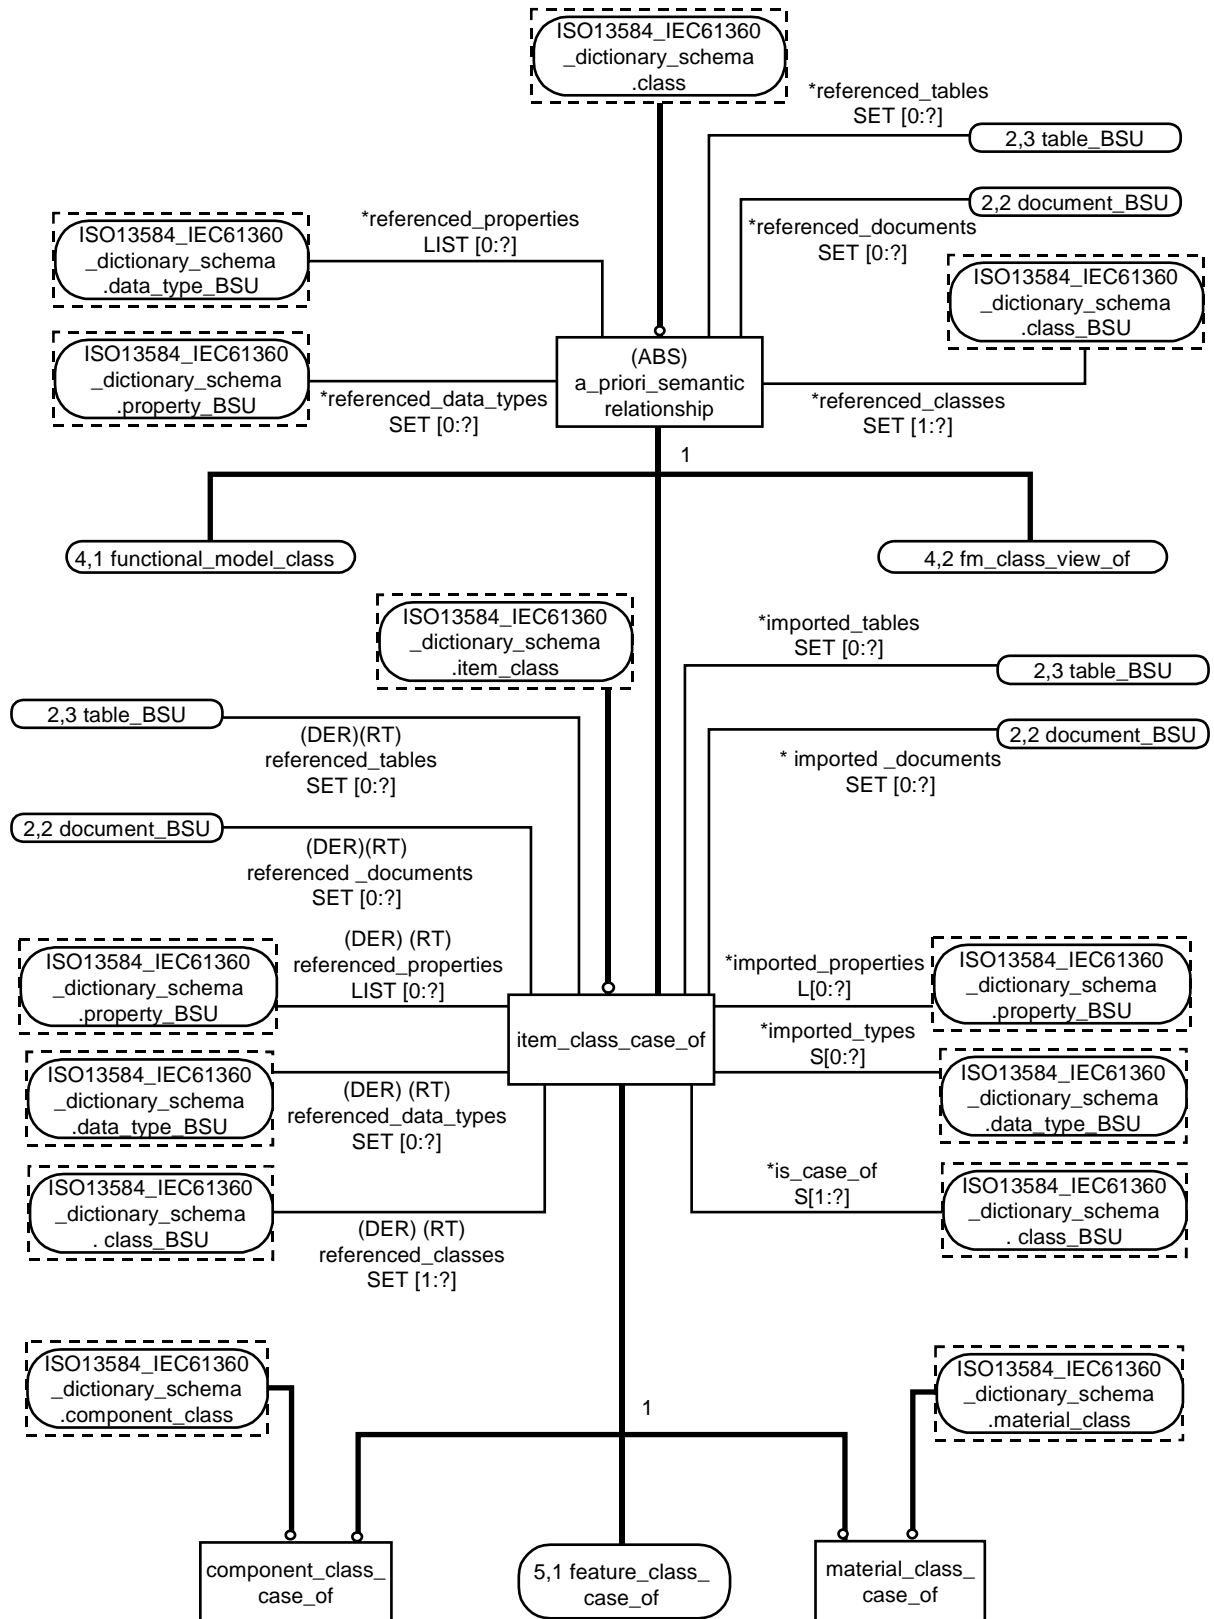 ISO13584_IEC61360
_dictionary_schema
.class
*referenced_tables
SET [0:?]
2,3 table_BSU
2,2 document_BSU
*referenced_documents
SET [0:?]
*referenced_properties
LIST [0:?]
ISO13584_IEC61360
_dictionary_schema
.data_type_BSU
ISO13584_IEC61360
_dictionary_schema
.class_BSU
ISO13584_IEC61360
_dictionary_schema
.property_BSU
*referenced_data_types
SET [0:?]
(ABS)
a_priori_semantic
relationship
*referenced_classes
SET [1:?]
1
4,1 functional_model_class
4,2 fm_class_view_of
ISO13584_IEC61360
_dictionary_schema
.item_class
*imported_tables
SET [0:?]
2,3 table_BSU
2,3 table_BSU
(DER)(RT)
referenced_tables
SET [0:?]
2,2 document_BSU
* imported _documents
SET [0:?]
2,2 document_BSU
(DER)(RT)
referenced _documents
SET [0:?]
ISO13584_IEC61360
_dictionary_schema
.property_BSU
(DER) (RT)
referenced_properties
LIST [0:?]
*imported_properties
L[0:?]
ISO13584_IEC61360
_dictionary_schema
.property_BSU
item_class_case_of
*imported_types
S[0:?]
ISO13584_IEC61360
_dictionary_schema
.data_type_BSU
(DER) (RT)
referenced_data_types
SET [0:?]
ISO13584_IEC61360
_dictionary_schema
.data_type_BSU
ISO13584_IEC61360
_dictionary_schema
. class_BSU
(DER) (RT)
referenced_classes
SET [1:?]
*is_case_of
S[1:?]
ISO13584_IEC61360
_dictionary_schema
. class_BSU
ISO13584_IEC61360
_dictionary_schema
.component_class
1
ISO13584_IEC61360
_dictionary_schema
.material_class
component_class_
case_of
5,1 feature_class_
case_of
material_class_
case_of